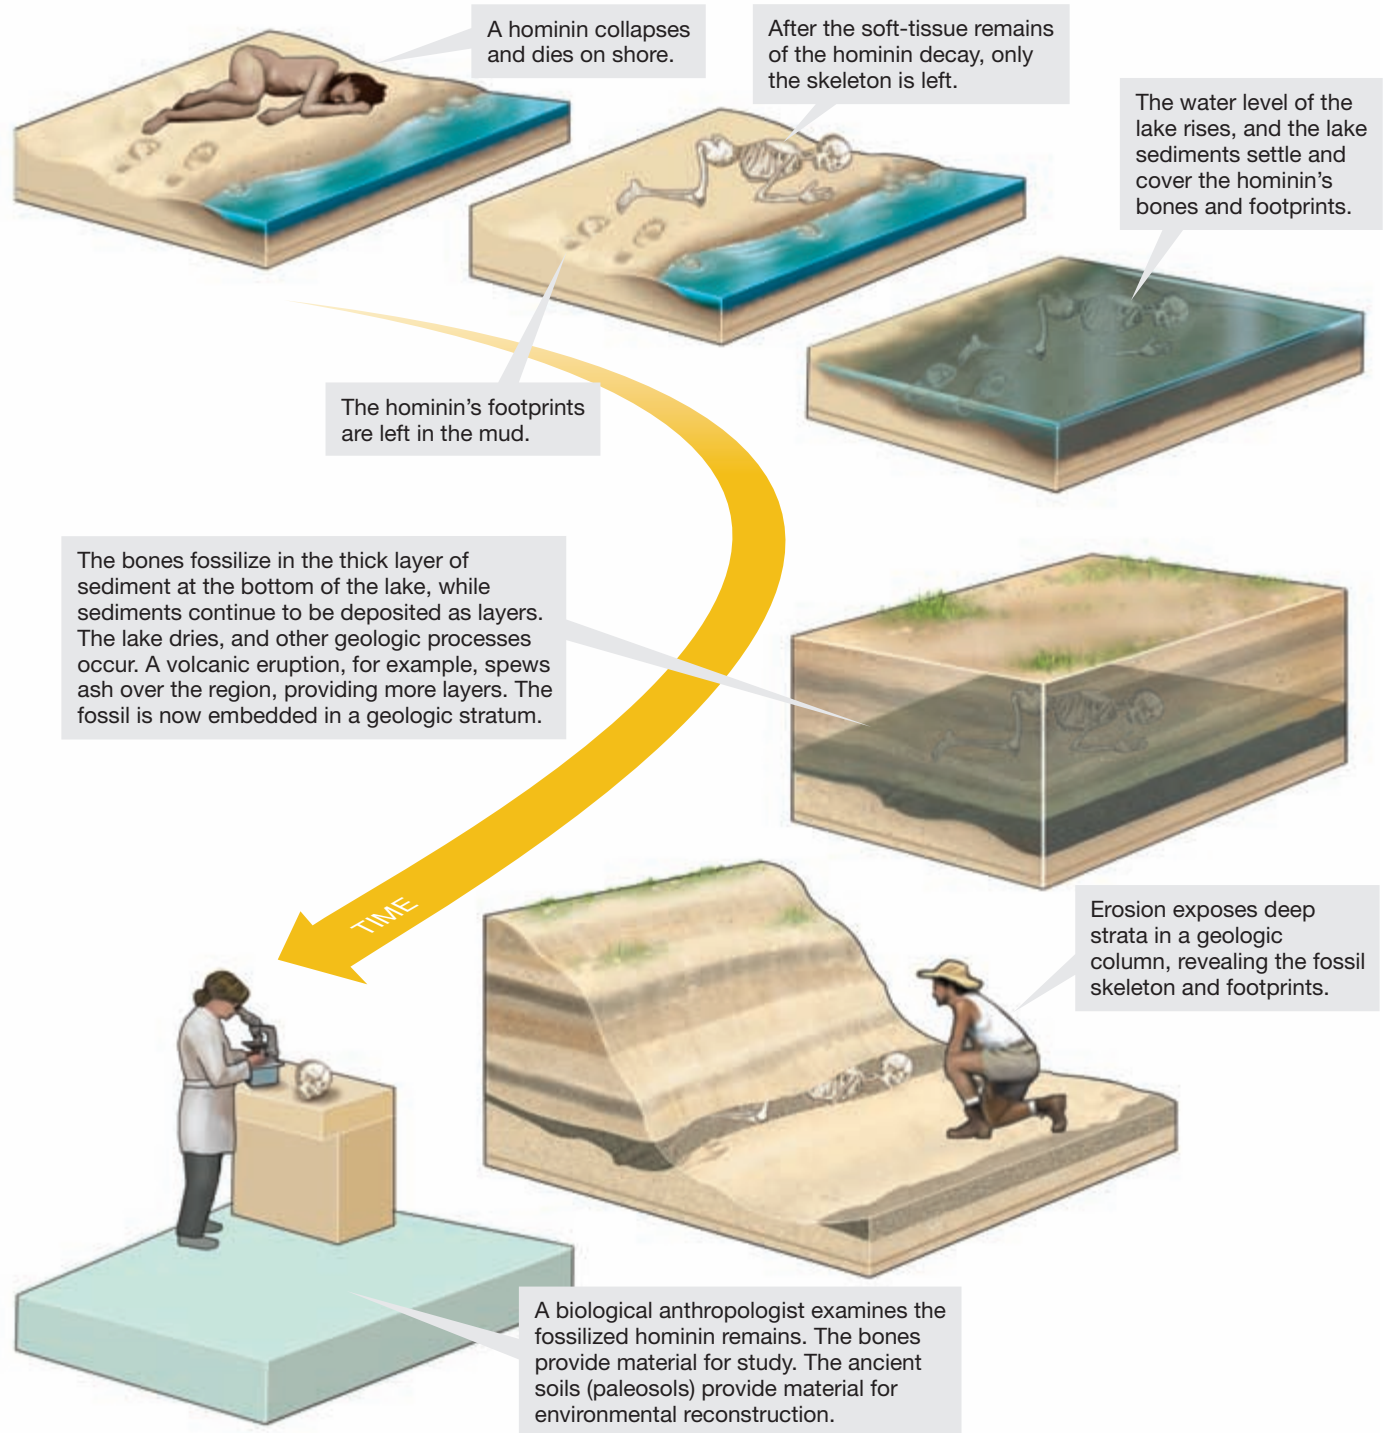 A hominin collapses
and dies on shore.
After the soft-tissue remains
of the hominin decay, only
the skeleton is left.
The water level of the
lake rises, and the lake
sediments settle and
cover the hominin’s
bones and footprints.
The hominin’s footprints
are left in the mud.
The bones fossilize in the thick layer of
sediment at the bottom of the lake, while
sediments continue to be deposited as layers.
The lake dries, and other geologic processes
occur. A volcanic eruption, for example, spews
ash over the region, providing more layers. The
fossil is now embedded in a geologic stratum.
TIME
Erosion exposes deep
strata in a geologic
column, revealing the fossil
skeleton and footprints.
A biological anthropologist examines the
fossilized hominin remains. The bones
provide material for study. The ancient
soils (paleosols) provide material for
environmental reconstruction.